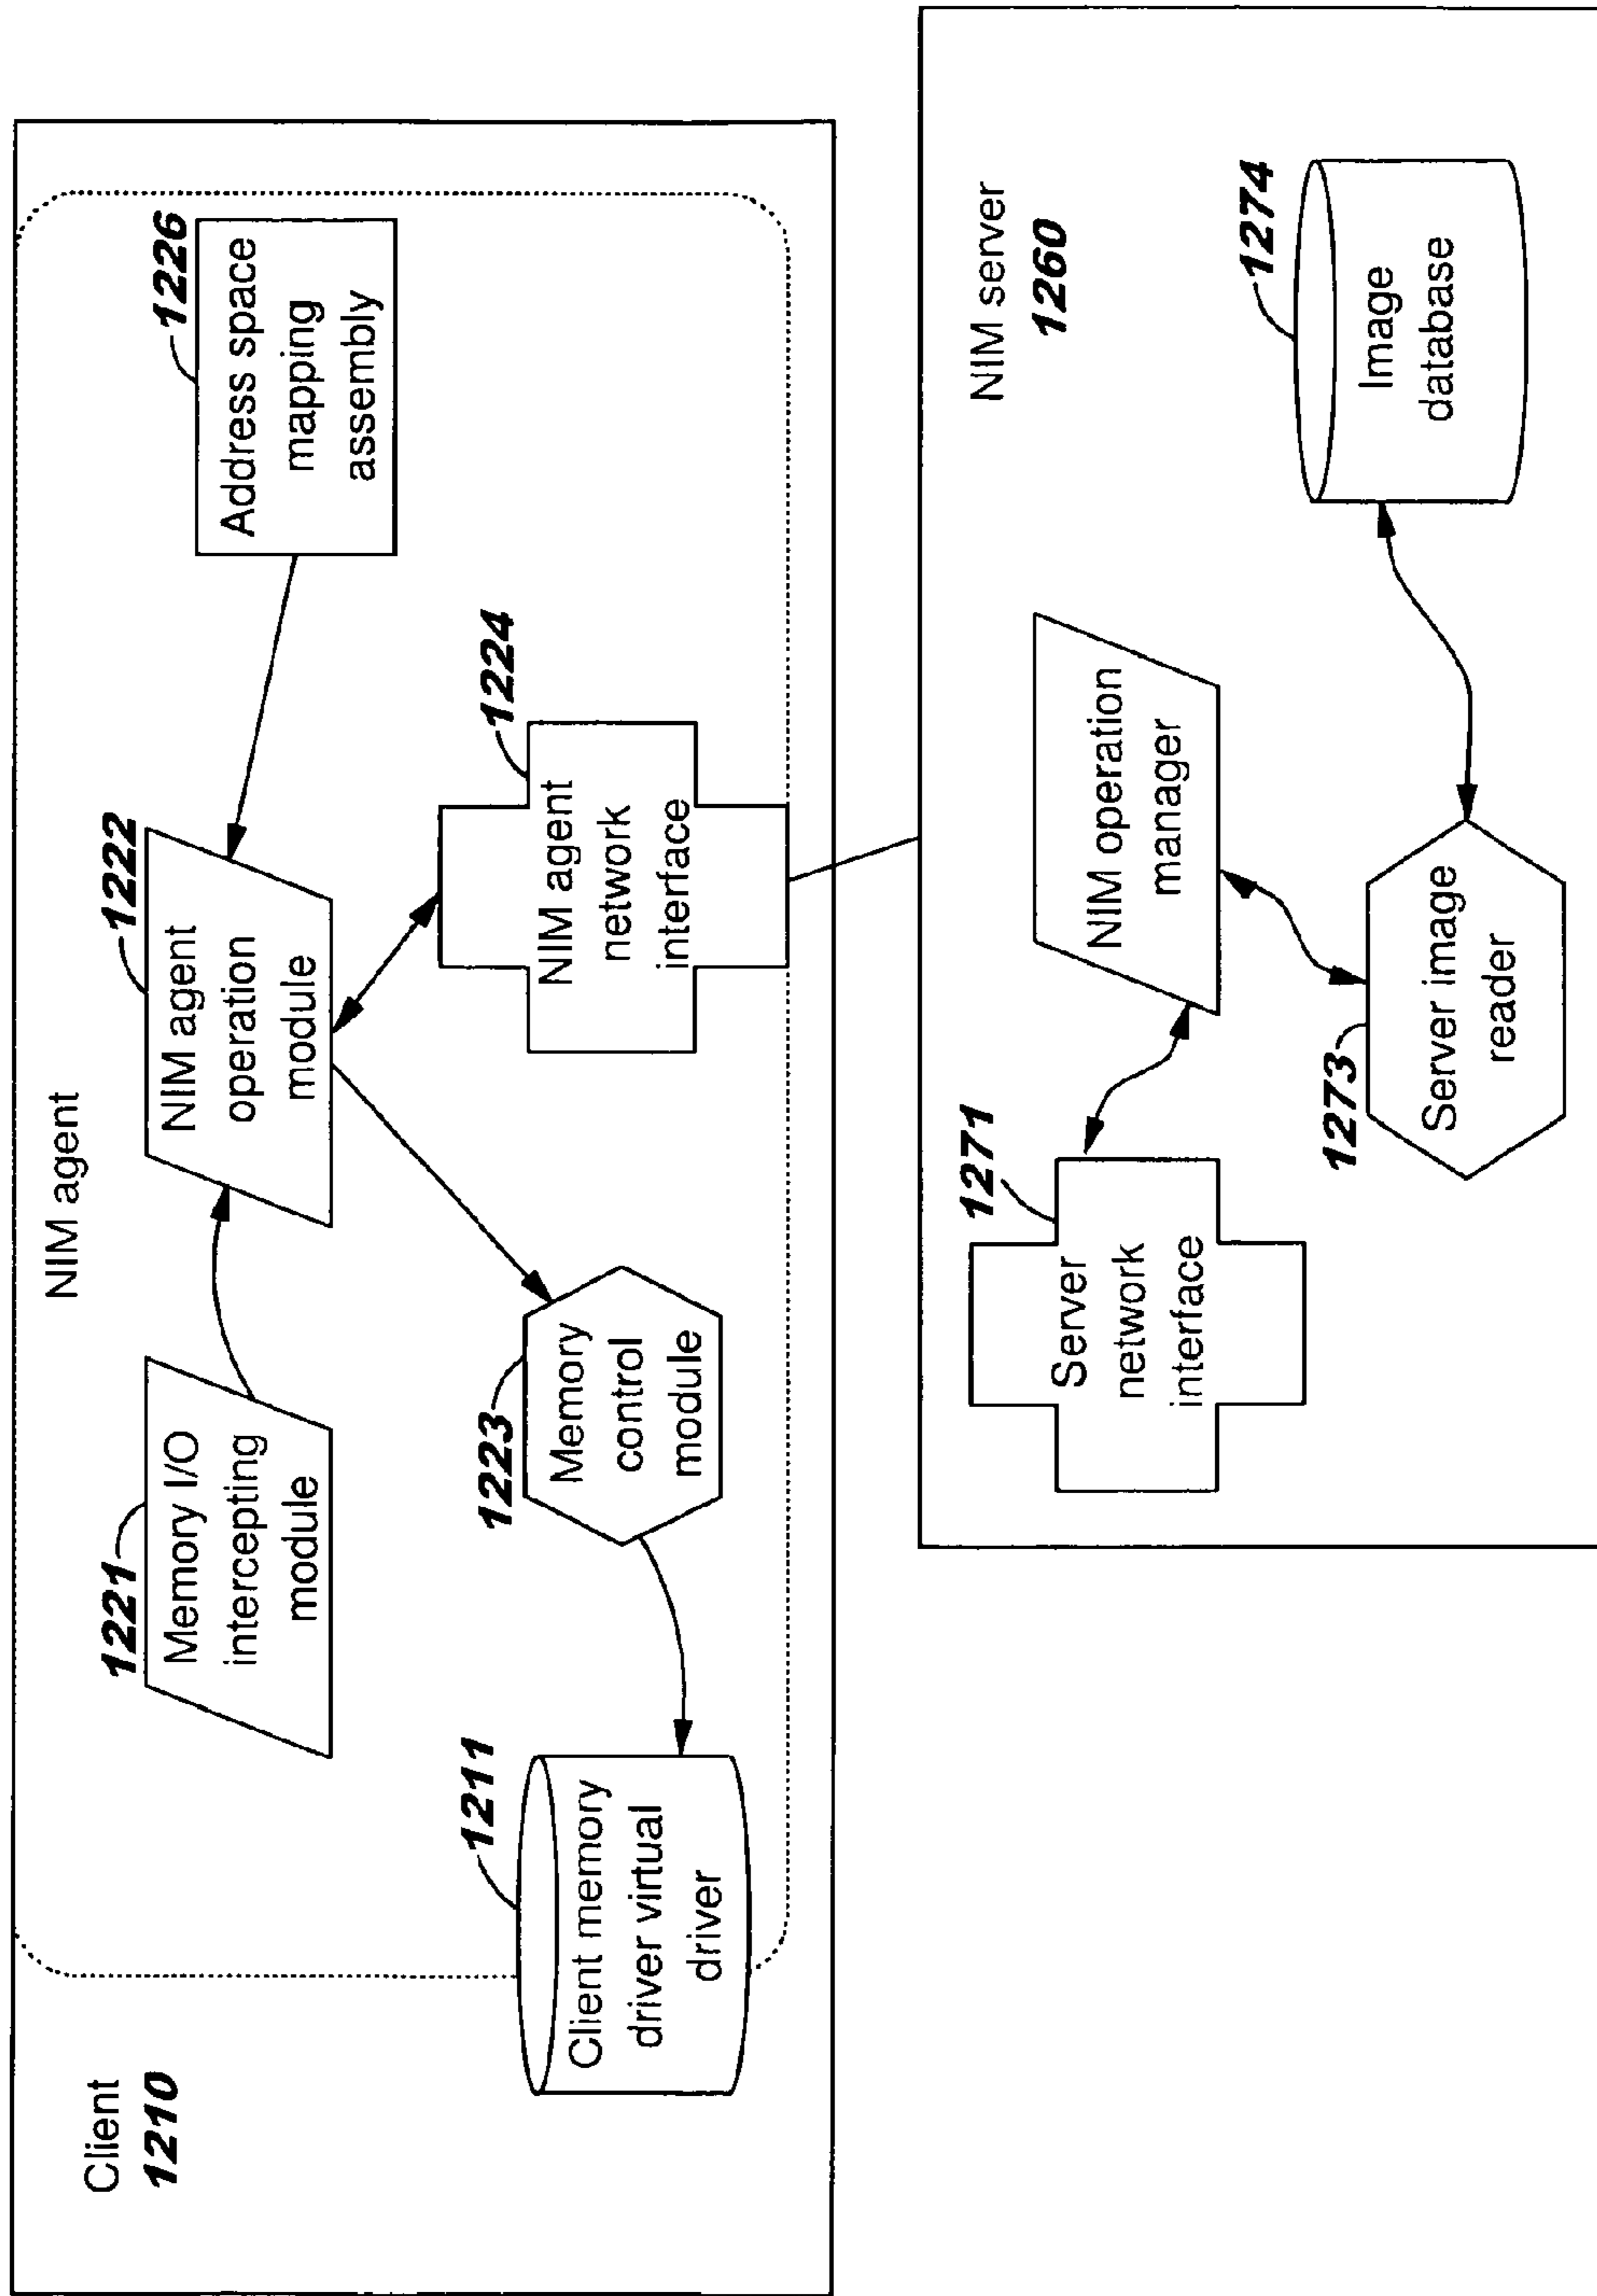 Client
1210
NIM agent
1221
Memory I/O
intercepting
module
1222
NIM agent
operation
module
1226
Address space
mapping
assembly
1211
Client memory
driver virtual
driver
1223
Memory
control
module
1224
NIM agent
network
interface
NIM server
1260
1271
Server
network
interface
NIM operation
manager
1273
Server image
reader
1274
Image
database